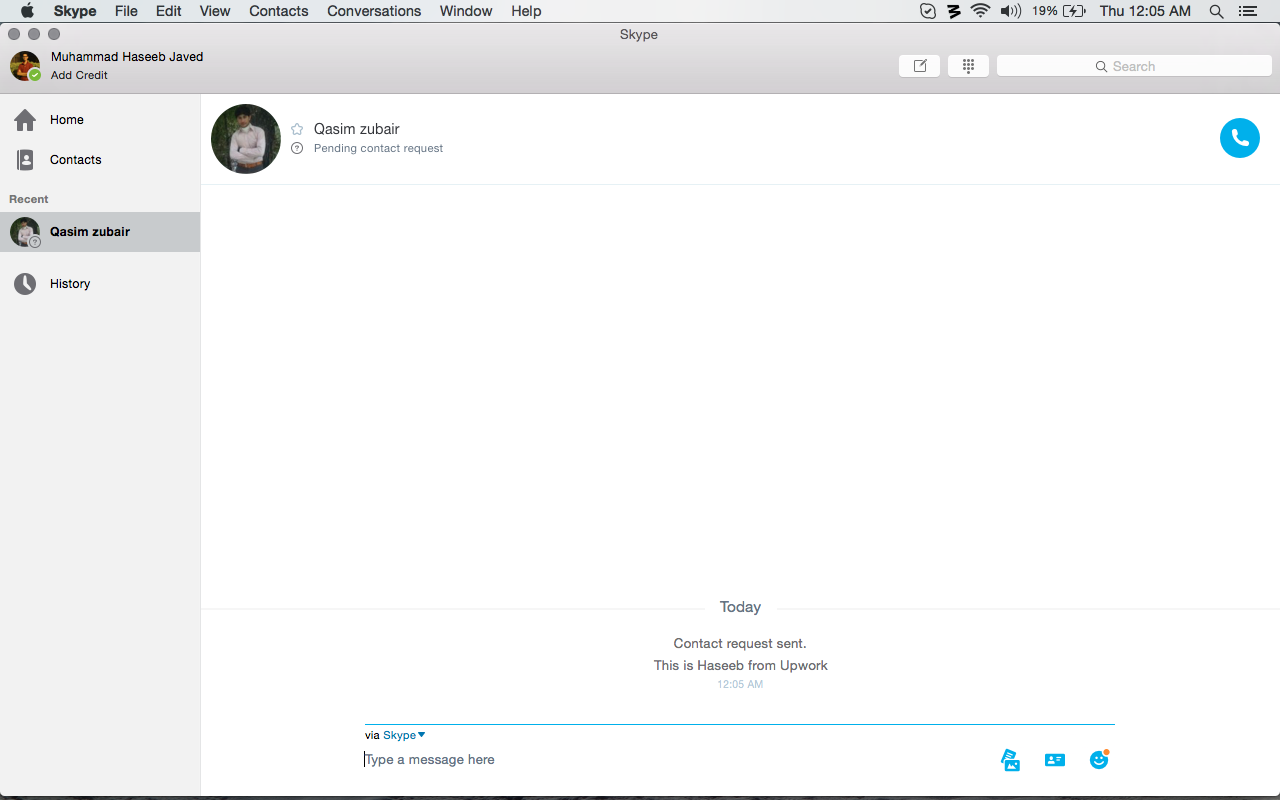 Skype File Edit View Contacts Conversations Window Help 19% Thu 12:05 AM
Skype
Muhammad Haseeb Javed
Add Credit
Search
Home
Contacts
Recent
Qasim zubair
History
Qasim zubair
Pending contact request
Today
Contact request sent.
This is Haseeb from Upwork
12:05 AM
via Skype
Type a message here